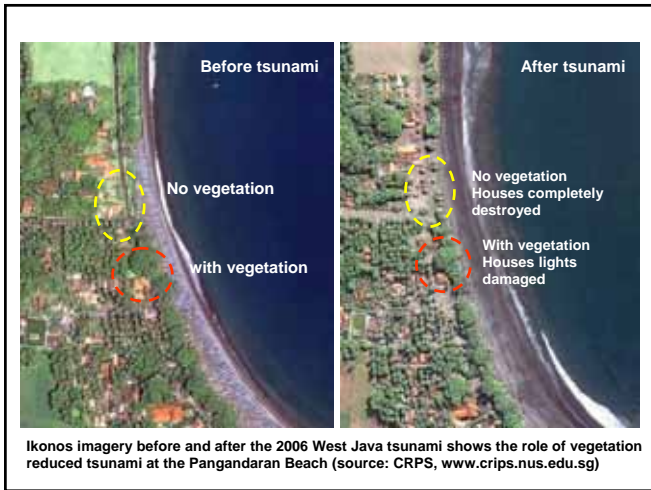 Before tsunami
No vegetation
with vegetation
After tsunami
No vegetation
Houses completely
destroyed
With vegetation
Houses lights
damaged
Ikonos imagery before and after the 2006 West Java tsunami shows the role of vegetation
reduced tsunami at the Pangandaran Beach (source: CRPS, www.crips.nus.edu.sg)